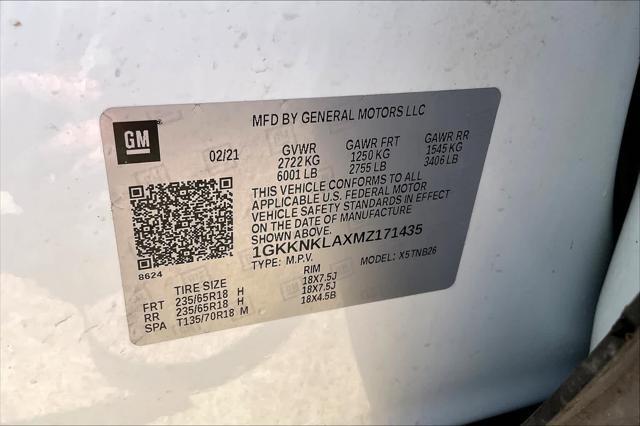 MFD BY GENERAL MOTORS LLC
GM
02/21 GVWR GAWR FRT GAWR RR
2722 KG 1250 KG 1545 KG
6001 LB 2755 LB 3406 LB
THIS VEHICLE CONFORMS TO ALL
APPLICABLE U.S. FEDERAL MOTOR
VEHICLE SAFETY STANDARDS IN EFFECT
ON THE DATE OF MANUFACTURE
SHOWN ABOVE.
1GKKNKLAXMZ171435
TYPE: M.P.V. MODEL: X5TNB26
8624
TIRE SIZE RIM
FRT 235/65R18 H 18X7.5J
RR 235/65R18 H 18X7.5J
SPA T135/70R18 M 18X4.5B